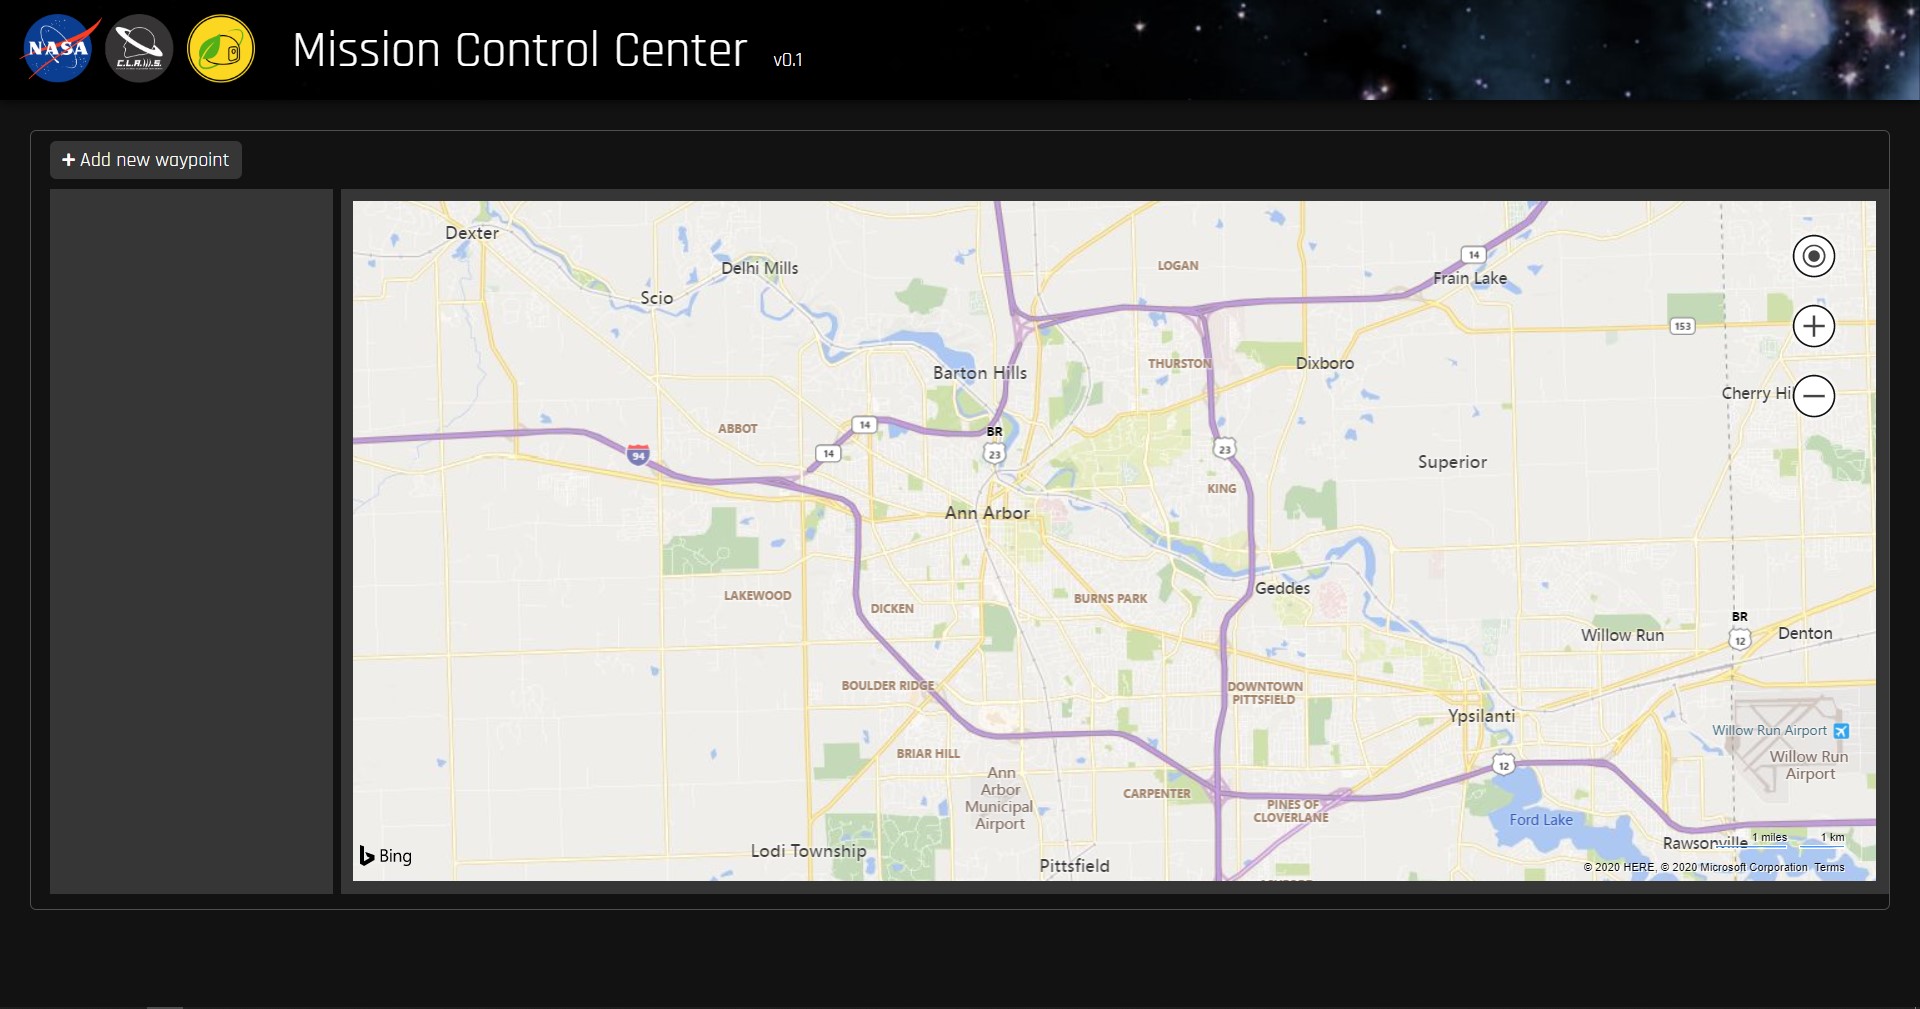 NASA
C.L.A.W.S.
Mission Control Center v0.1
Add new waypoint
Dexter
Delhi Mills
LOGAN
14
Frain Lake
Scio
153
THURSTON
Dixboro
Barton Hills
Cherry Hi
ABBOT
14
BR
14
23
23
94
Superior
KING
Ann Arbor
Geddes
LAKEWOOD
DICKEN
BURNS PARK
BR
12
Willow Run
Denton
BOULDER RIDGE
DOWNTOWN
PITTSFIELD
Ypsilanti
Willow Run Airport
BRIAR HILL
Willow Run
Airport
12
Ann
Arbor
Municipal
Airport
CARPENTER
PINES OF
CLOVERLANE
Ford Lake
Rawsonville
1 miles
1 km
Lodi Township
Bing
Pittsfield
© 2020 HERE, © 2020 Microsoft Corporation Terms